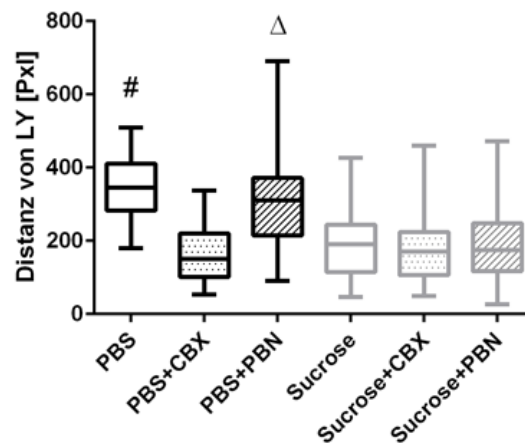 800
600
400
200
0
Distanz von LY [Pxl]
#
Δ
PBS
PBS+CBX
PBS+PBN
Sucrose
Sucrose+CBX
Sucrose+PBN